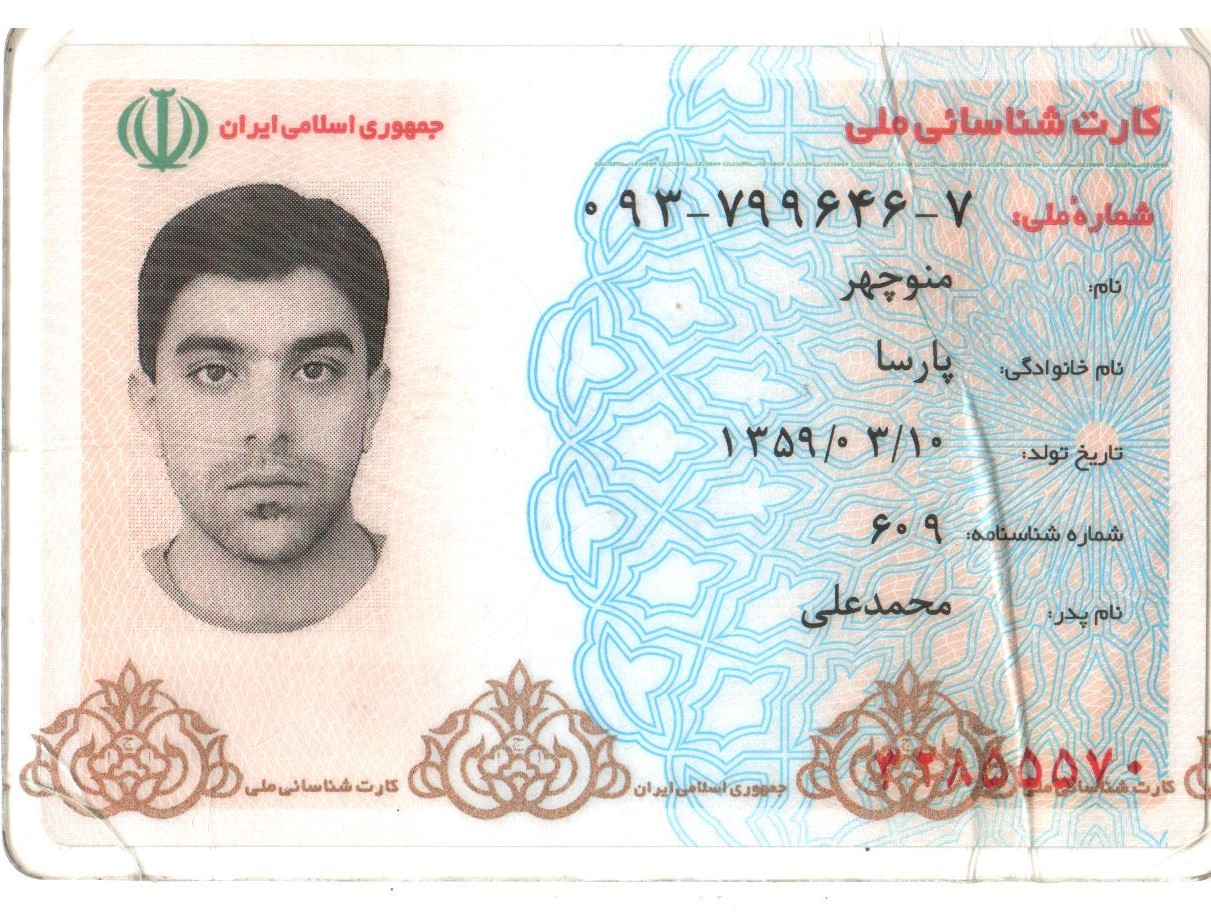 جمهوری اسلامی ایران
کارت شناسائی ملی
شمارهٔ ملی: ۰۹۳-۷۹۹۶۴۶-۷
نام: منوچهر
نام خانوادگی: پارسا
تاریخ تولد: ۱۳۵۹/۰۳/۱۰
شماره شناسنامه: ۶۰۹
نام پدر: محمدعلی
۳۲۸۵۵۵۷۰
کارت شناسائی ملی جمهوری اسلامی ایران کارت شناسائی ملی